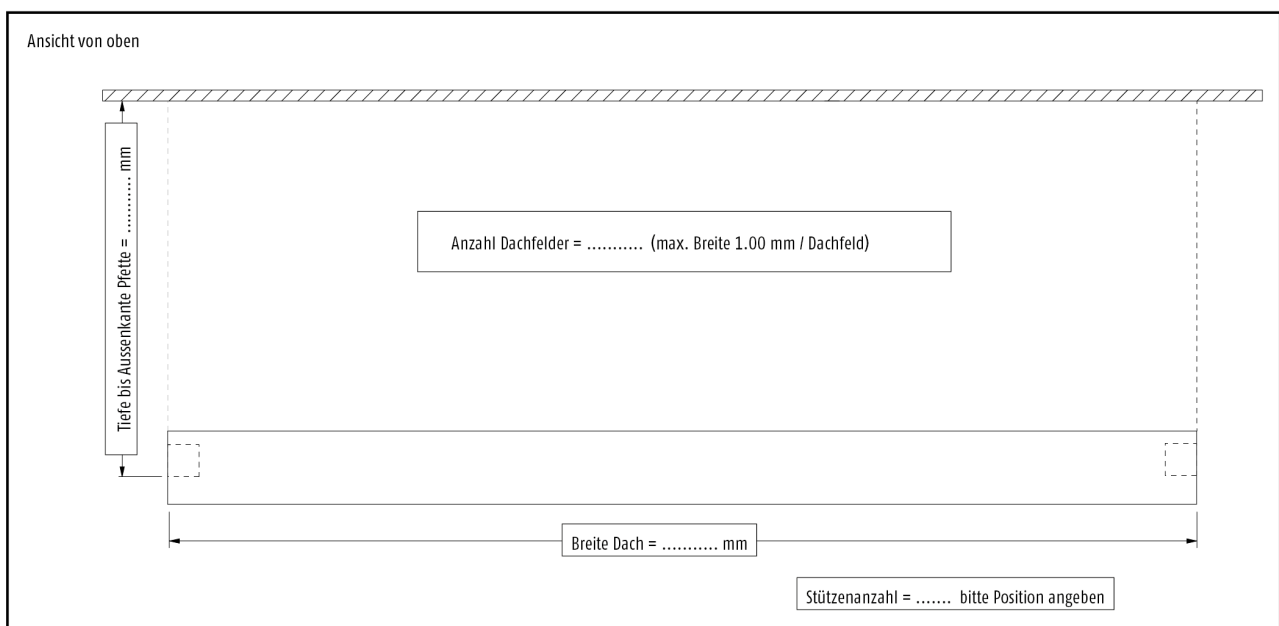 Ansicht von oben
Tiefe bis Aussenkante Pfette = ........... mm
Anzahl Dachfelder = ........... (max. Breite 1.00 mm / Dachfeld)
Breite Dach = ........... mm
Stützenanzahl = ....... bitte Position angeben